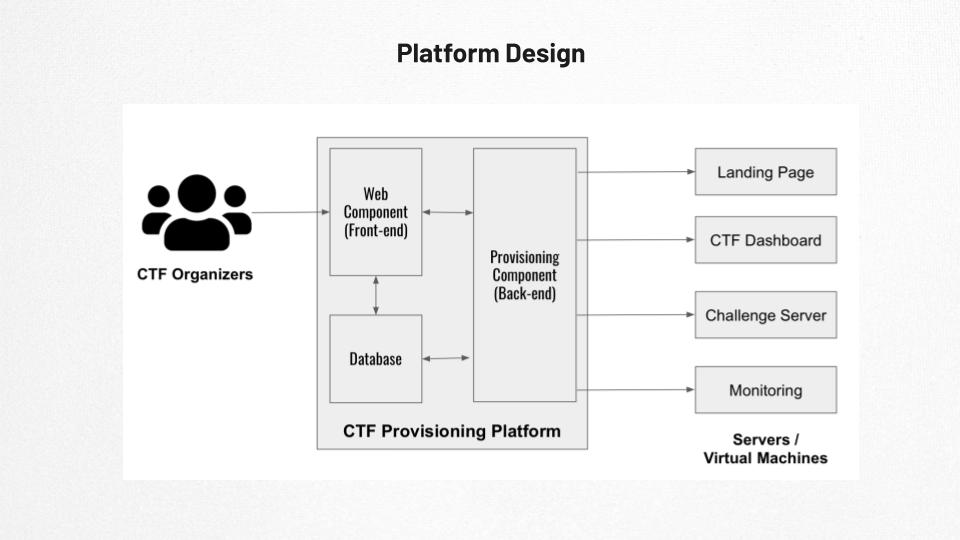 Platform Design
CTF Organizers
Web
Component
(Front-end)
Database
Provisioning
Component
(Back-end)
CTF Provisioning Platform
Landing Page
CTF Dashboard
Challenge Server
Monitoring
Servers /
Virtual Machines